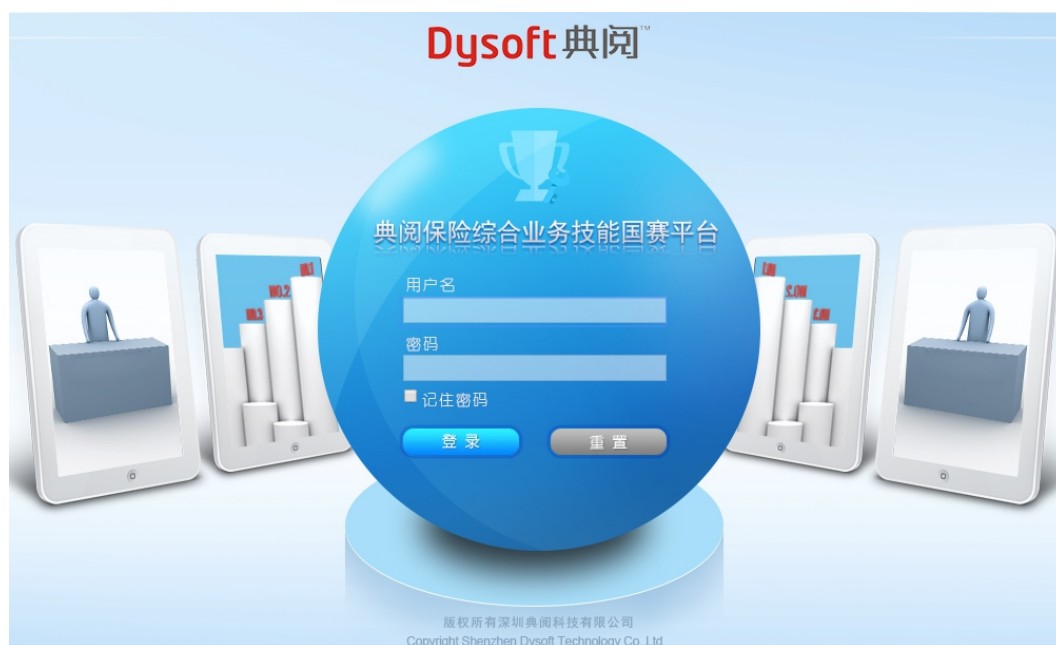 Dysoft典阅™
典阅保险综合业务技能国赛平台
用户名
密码
记住密码
登录
重置
版权所有深圳典阅科技有限公司
Copyright Shenzhen Dysoft Technology Co.,Ltd